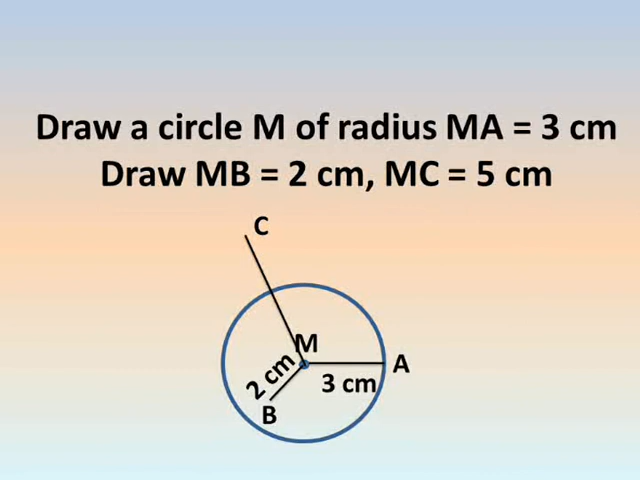 Draw a circle M of radius MA = 3 cm
Draw MB = 2 cm, MC = 5 cm
C
M
A
2 cm
3 cm
B